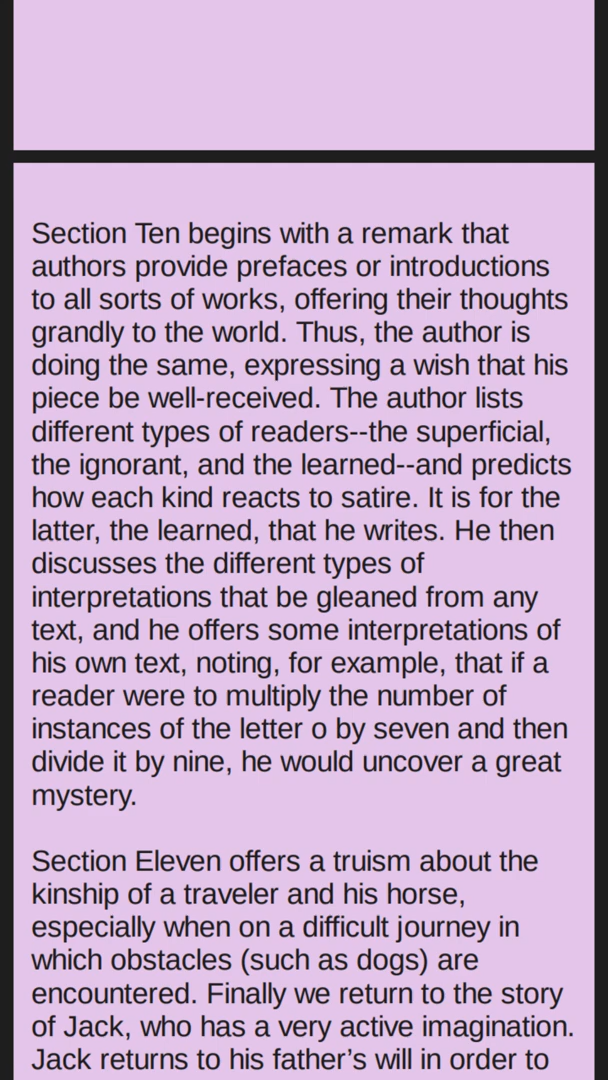 Section Ten begins with a remark that
authors provide prefaces or introductions
to all sorts of works, offering their thoughts
grandly to the world. Thus, the author is
doing the same, expressing a wish that his
piece be well-received. The author lists
different types of readers--the superficial,
the ignorant, and the learned--and predicts
how each kind reacts to satire. It is for the
latter, the learned, that he writes. He then
discusses the different types of
interpretations that be gleaned from any
text, and he offers some interpretations of
his own text, noting, for example, that if a
reader were to multiply the number of
instances of the letter o by seven and then
divide it by nine, he would uncover a great
mystery.
Section Eleven offers a truism about the
kinship of a traveler and his horse,
especially when on a difficult journey in
which obstacles (such as dogs) are
encountered. Finally we return to the story
of Jack, who has a very active imagination.
Jack returns to his father’s will in order to